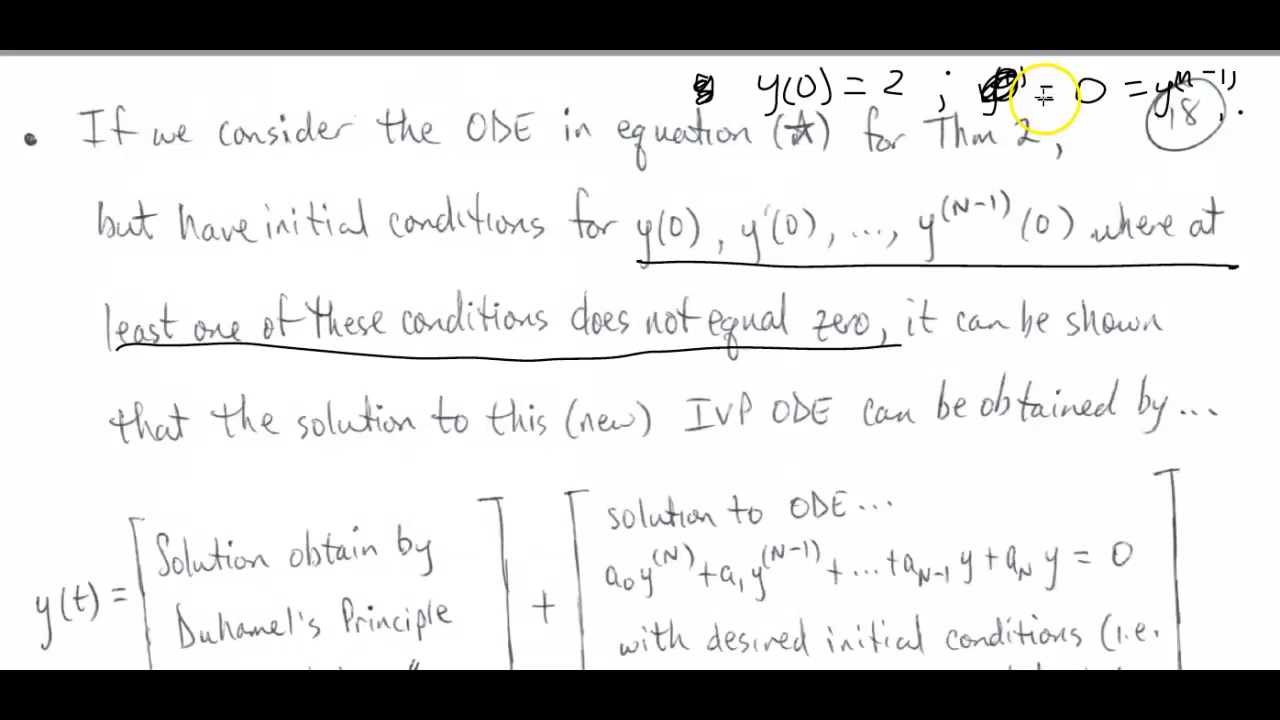 y(0) = 2 ; = 0 = y^(n-1)
18
• If we consider the ODE in equation (☆) for Thm 2,
but have initial conditions for y(0), y'(0), ..., y^(N-1)(0) where at
least one of these conditions does not equal zero, it can be shown
that the solution to this (new) IVP ODE can be obtained by...
y(t) = [Solution obtain by Duhamel's Principle] + [solution to ODE...
a₀y^(N) + a₁y^(N-1) + ... + a_N-1 y + a_N y = 0
with desired initial conditions (i.e.